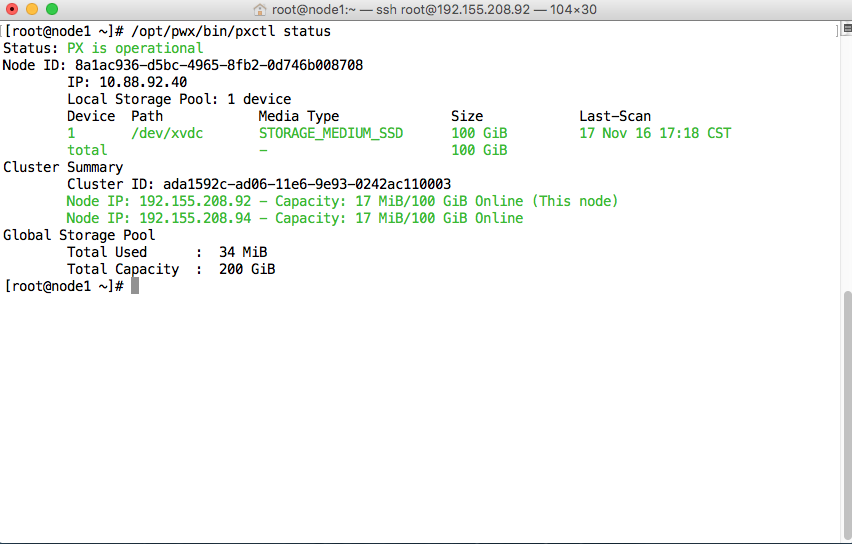 root@node1:~ — ssh root@192.155.208.92 — 104×30
[root@node1 ~]# /opt/pwx/bin/pxctl status
Status: PX is operational
Node ID: 8a1ac936-d5bc-4965-8fb2-0d746b008708
IP: 10.88.92.40
Local Storage Pool: 1 device
Device Path Media Type Size Last-Scan
1 /dev/xvdc STORAGE_MEDIUM_SSD 100 GiB 17 Nov 16 17:18 CST
total - 100 GiB
Cluster Summary
Cluster ID: ada1592c-ad06-11e6-9e93-0242ac110003
Node IP: 192.155.208.92 - Capacity: 17 MiB/100 GiB Online (This node)
Node IP: 192.155.208.94 - Capacity: 17 MiB/100 GiB Online
Global Storage Pool
Total Used : 34 MiB
Total Capacity : 200 GiB
[root@node1 ~]#